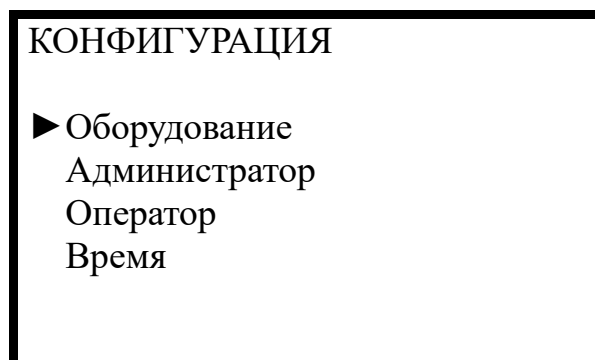 КОНФИГУРАЦИЯ
►Оборудование
Администратор
Оператор
Время